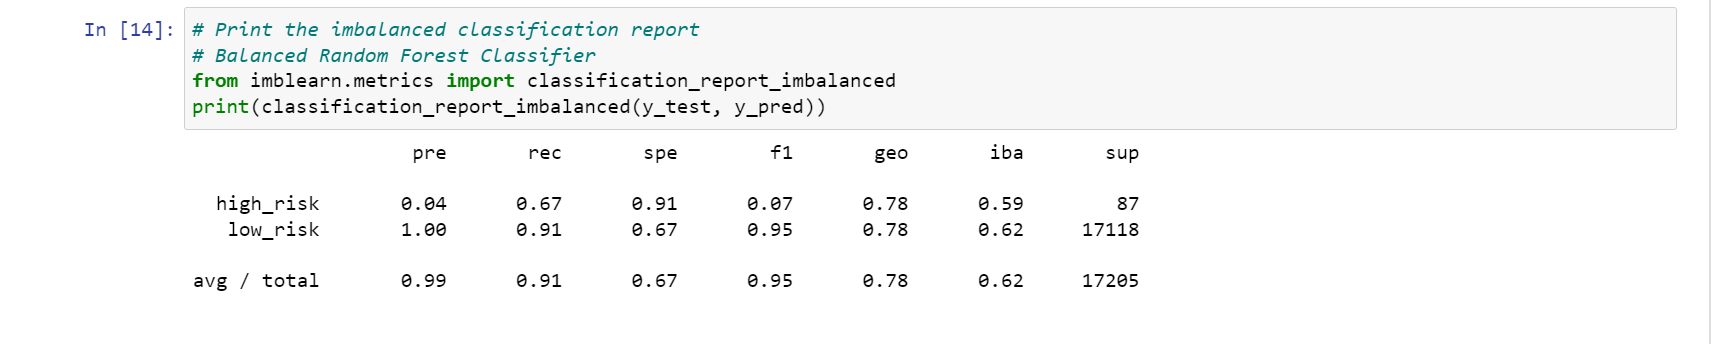 In [14]: # Print the imbalanced classification report
# Balanced Random Forest Classifier
from imblearn.metrics import classification_report_imbalanced
print(classification_report_imbalanced(y_test, y_pred))
pre rec spe f1 geo iba sup
high_risk 0.04 0.67 0.91 0.07 0.78 0.59 87
low_risk 1.00 0.91 0.67 0.95 0.78 0.62 17118
avg / total 0.99 0.91 0.67 0.95 0.78 0.62 17205